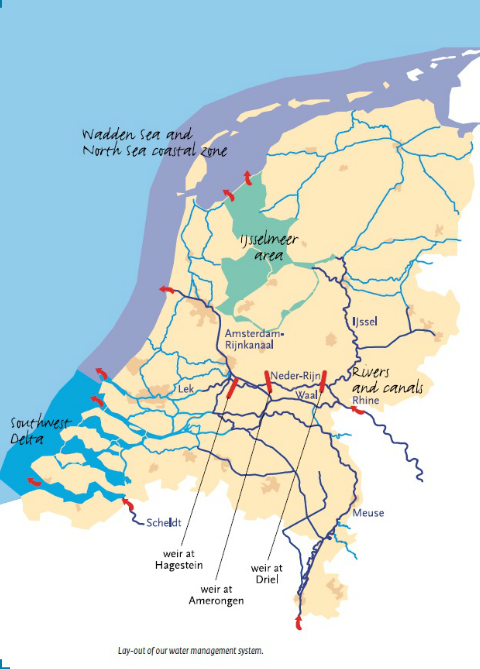 Wadden Sea and
North Sea coastal zone
Ijsselmeer
area
IJssel
Amsterdam-
Rijnkanaal
Neder-Rijn
Rivers
and canals
Lek
Waal
Rhine
Southwest
Delta
Meuse
Scheldt
weir at
Hagestein
weir at
Driel
weir at
Amerongen
Lay-out of our water management system.